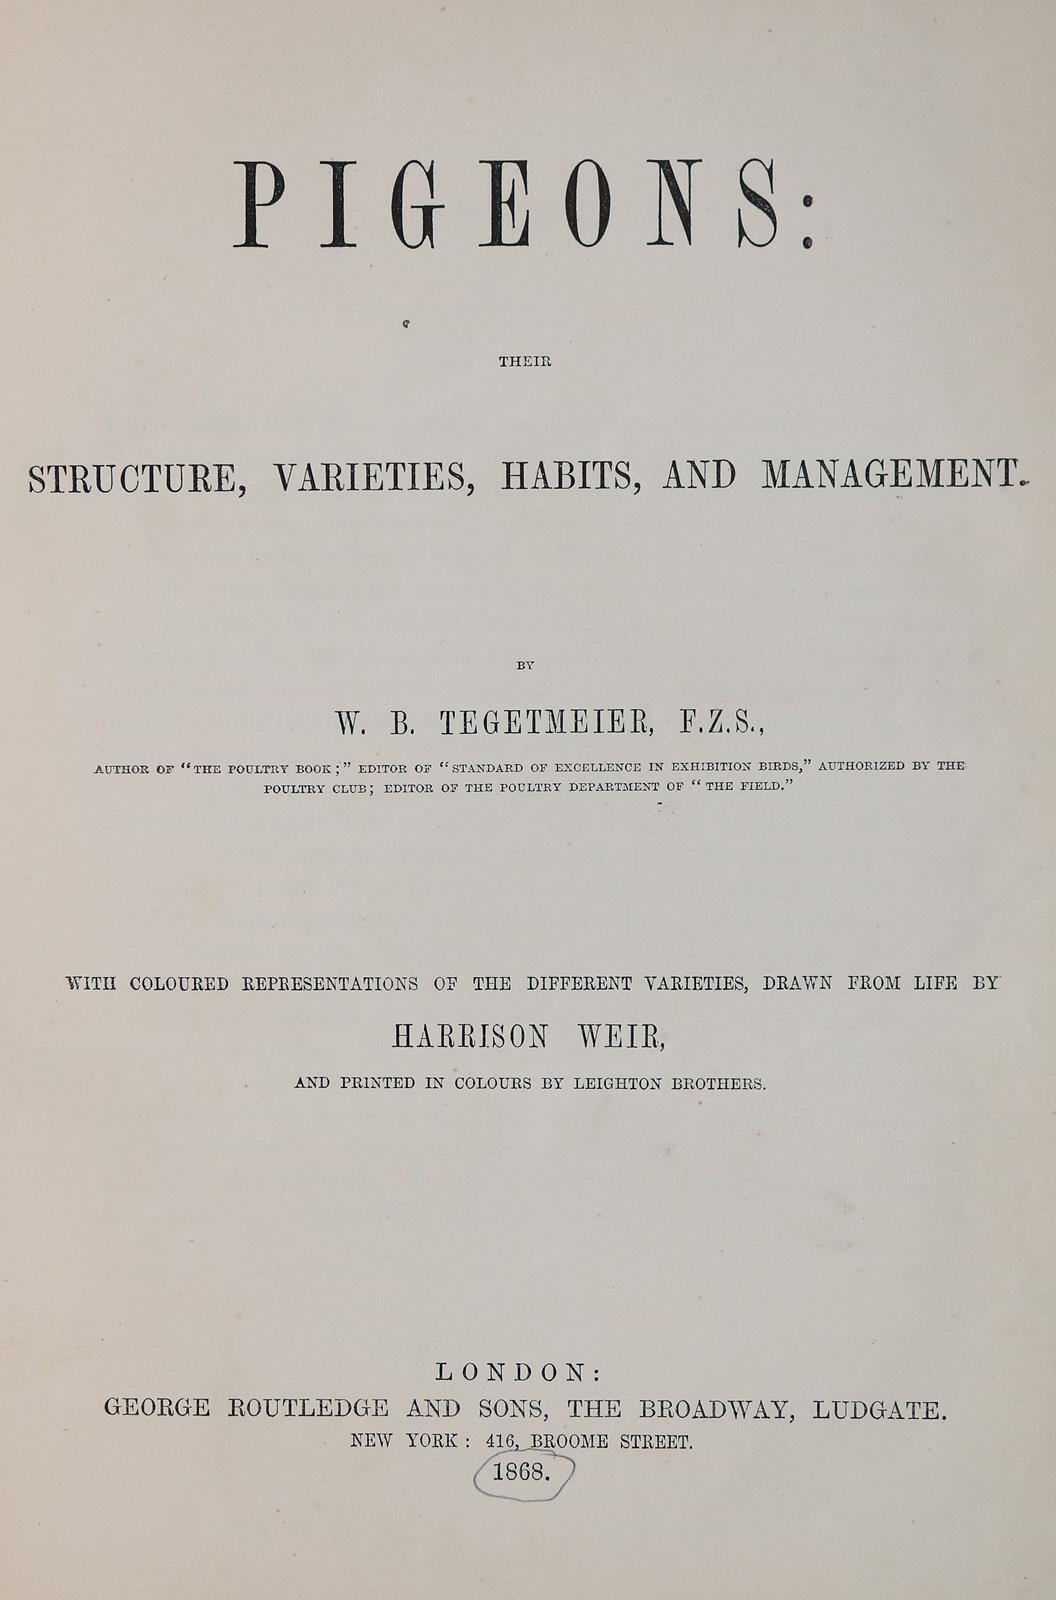 PIGEONS:
THEIR
STRUCTURE, VARIETIES, HABITS, AND MANAGEMENT.
BY
W. B. TEGETMEIER, F.Z.S.,
AUTHOR OF “THE POULTRY BOOK;” EDITOR OF “STANDARD OF EXCELLENCE IN EXHIBITION BIRDS,” AUTHORIZED BY THE
POULTRY CLUB; EDITOR OF THE POULTRY DEPARTMENT OF “THE FIELD.”
WITH COLOURED REPRESENTATIONS OF THE DIFFERENT VARIETIES, DRAWN FROM LIFE BY
HARRISON WEIR,
AND PRINTED IN COLOURS BY LEIGHTON BROTHERS.
LONDON:
GEORGE ROUTLEDGE AND SONS, THE BROADWAY, LUDGATE.
NEW YORK: 416, BROOME STREET.
1868.